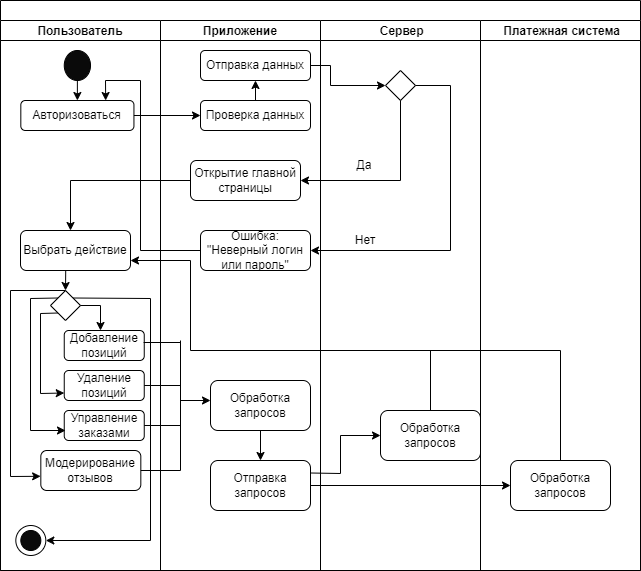 Пользователь
Приложение
Сервер
Платежная система
Отправка данных
Авторизоваться
Проверка данных
Да
Открытие главной
страницы
Выбрать действие
Ошибка:
"Неверный логин
или пароль"
Нет
Добавление
позиций
Удаление
позиций
Управление
заказами
Модерирование
отзывов
Обработка
запросов
Отправка
запросов
Обработка
запросов
Обработка
запросов